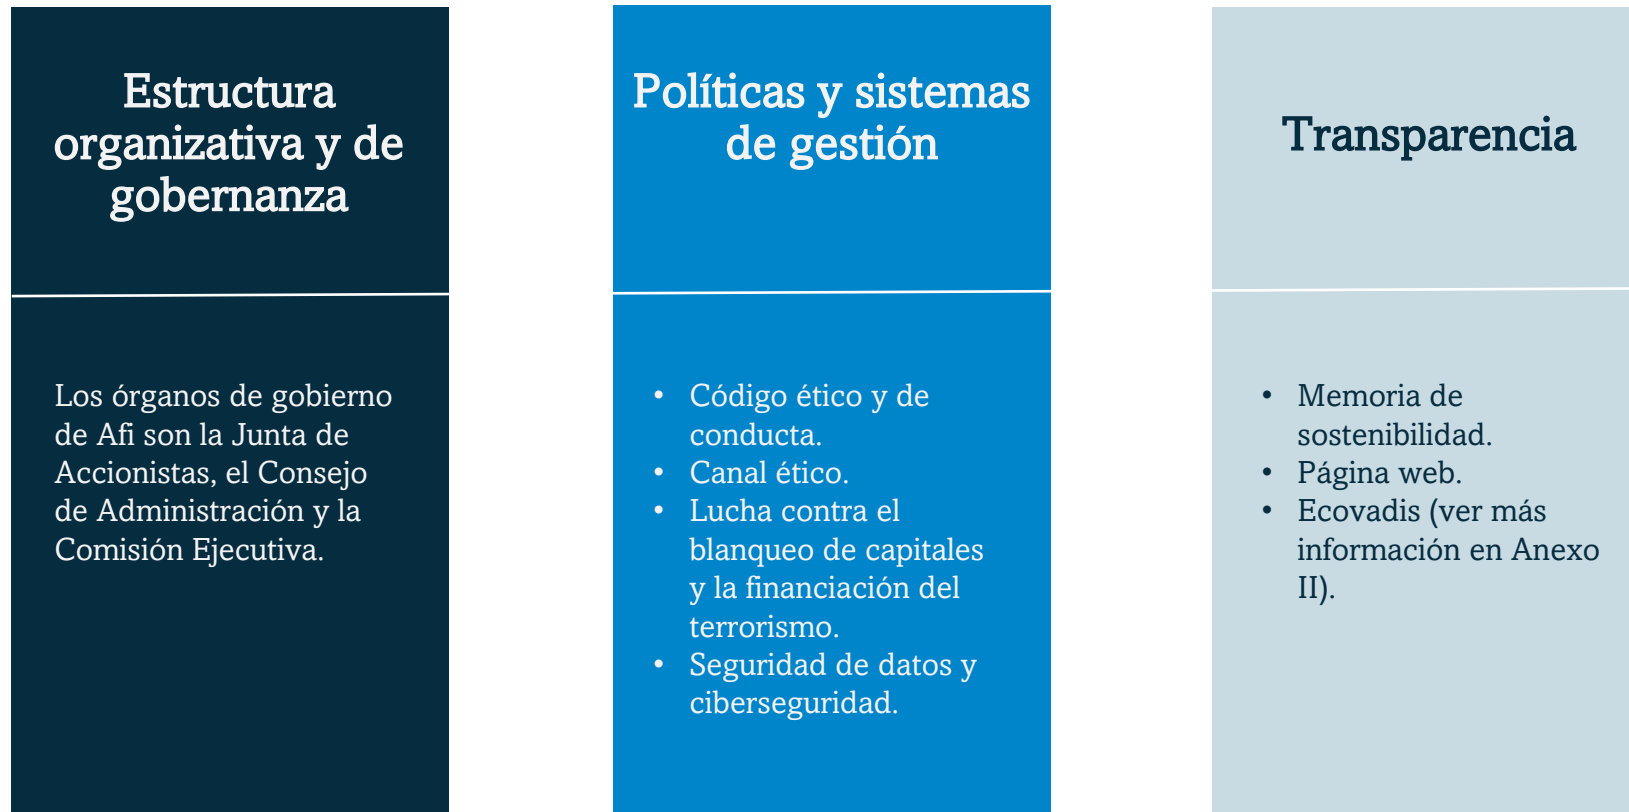 Estructura
organizativa y de
gobernanza
Los órganos de gobierno
de Afi son la Junta de
Accionistas, el Consejo
de Administración y la
Comisión Ejecutiva.
Políticas y sistemas
de gestión
• Código ético y de
conducta.
• Canal ético.
• Lucha contra el
blanqueo de capitales
y la financiación del
terrorismo.
• Seguridad de datos y
ciberseguridad.
Transparencia
• Memoria de
sostenibilidad.
• Página web.
• Ecovadis (ver más
información en Anexo
II).